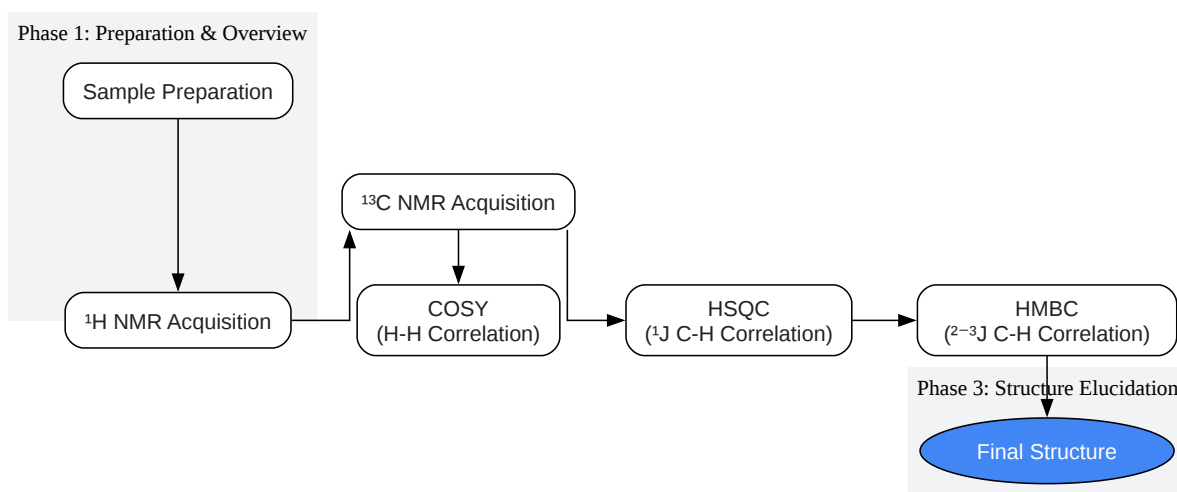 Phase 1: Preparation & Overview
Sample Preparation
¹³C NMR Acquisition
¹H NMR Acquisition
COSY
(H-H Correlation)
HSQC
(¹J C-H Correlation)
HMBC
(²⁻³J C-H Correlation)
Phase 3: Structure Elucidation
Final Structure